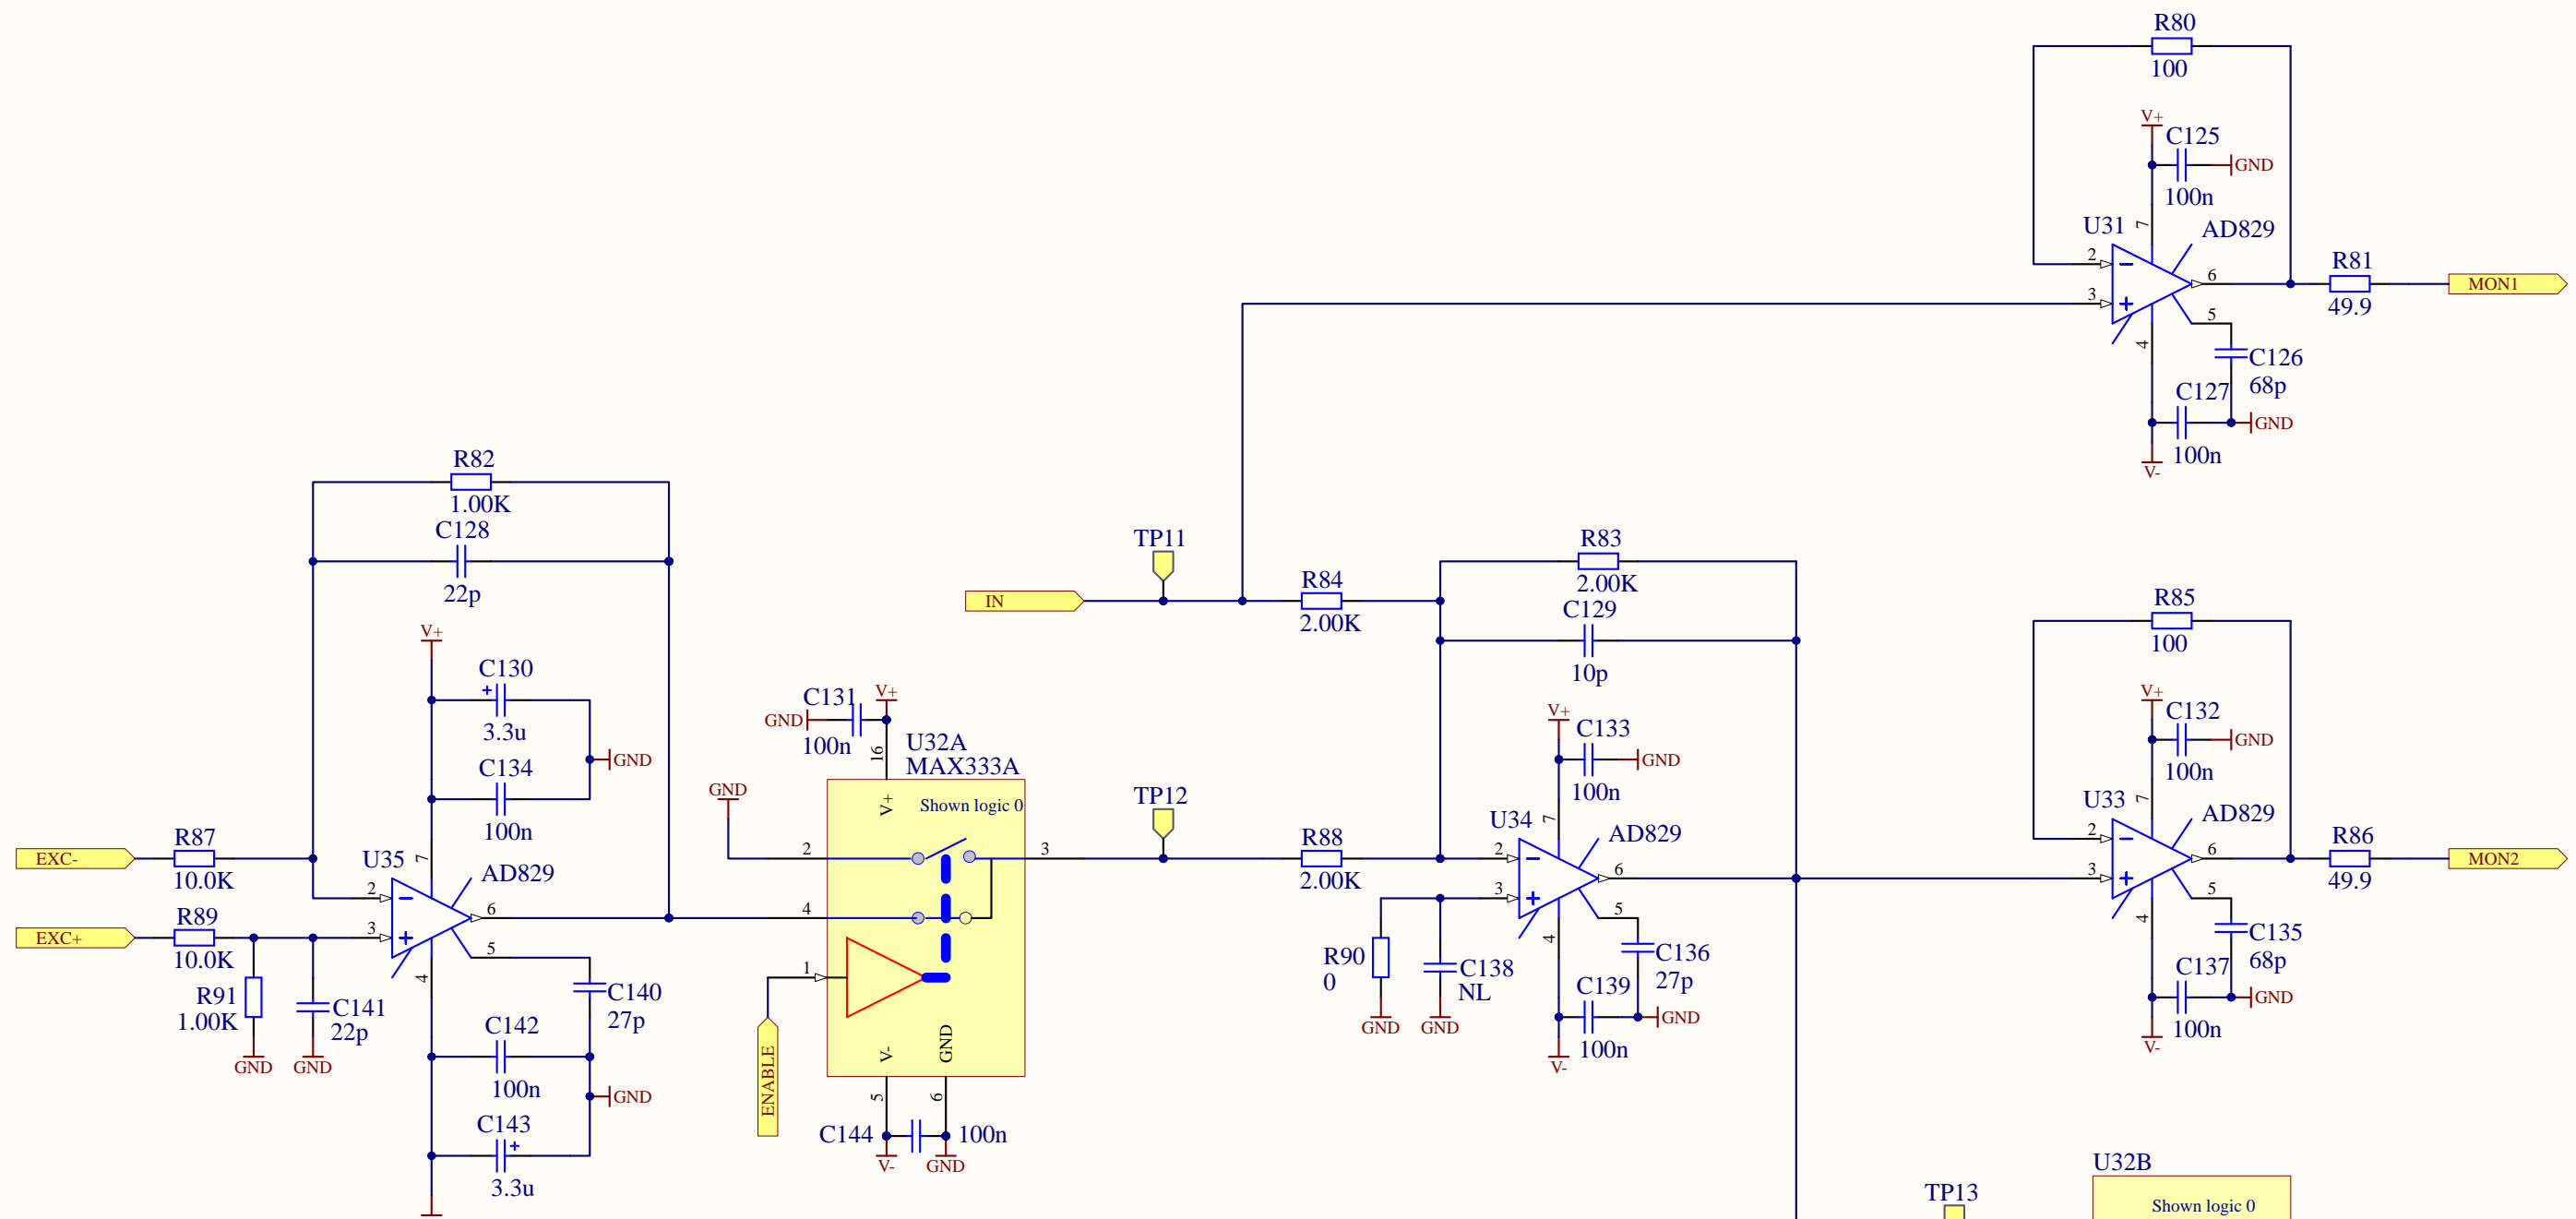 R80
100
V+
C125
GND
100n
7
U31
AD829
2
6
R81
MON1
3
49.9
5
4
C126
68p
C127
GND
100n
V-
R82
1.00K
C128
22p
TP11
R83
2.00K
IN
R84
2.00K
C129
10p
R85
100
V+
C130
3.3u
GND
C134
100n
C131
V+
GND
100n
16
U32A
MAX333A
V+
Shown logic 0
GND
2
3
4
1
V-
GND
5
6
ENABLE
C144
100n
V-
GND
TP12
R88
2.00K
V+
C133
GND
100n
7
U34
AD829
2
6
3
5
4
R90
0
C138
NL
C136
27p
C139
GND
100n
V-
GND
GND
V+
C132
GND
100n
7
U33
AD829
2
6
R86
MON2
3
49.9
5
4
C135
68p
C137
GND
100n
V-
EXC-
R87
10.0K
EXC+
R89
10.0K
U35
7
AD829
2
6
3
5
4
R91
1.00K
C141
22p
GND
GND
C140
27p
C142
100n
GND
C143
3.3u
TP13
U32B
Shown logic 0